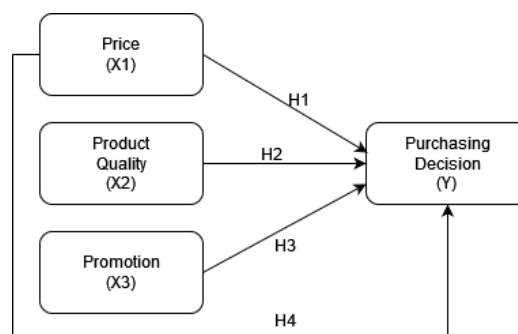 Price
(X1)
H1
Product
Quality
(X2)
H2
Purchasing
Decision
(Y)
Promotion
(X3)
H3
H4